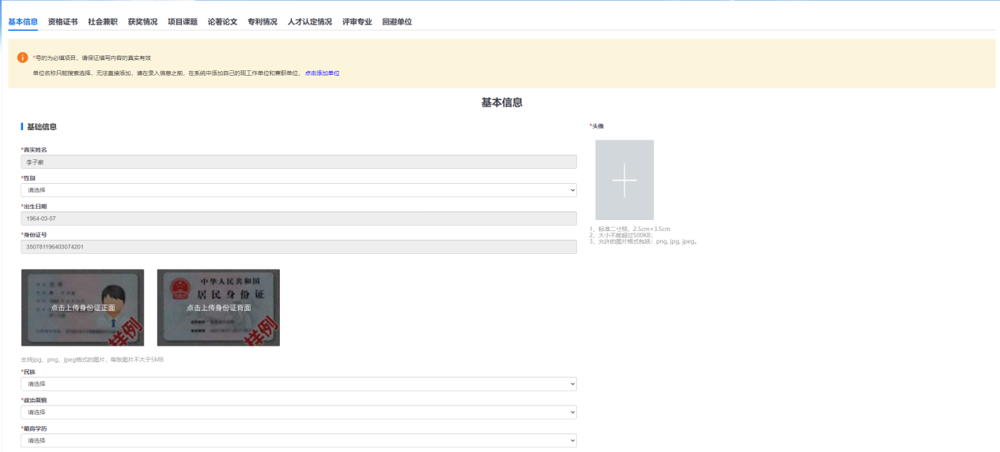 基本信息 资格证书 社会兼职 获奖情况 项目课题 论著论文 专利情况 人才认定情况 评审专业 回避单位
*号的为必填项目，请保证填写内容的真实有效
单位名称只能搜索选择，无法直接添加，请在录入信息之前，在系统中添加自己的现工作单位和兼职单位，点击添加单位
基本信息
基础信息
*真实姓名
李子豪
*性别
请选择
*出生日期
1964-03-07
*身份证号
350781196403074201
点击上传身份证正面
样例
中华人民共和国
居民身份证
点击上传身份证背面
样例
支持jpg、png、jpeg格式的图片，每张图片不大于5MB
*民族
请选择
*政治面貌
请选择
*最高学历
请选择
*头像
1、标准二寸照，2.5cm×3.5cm
2、大小不能超过500KB；
3、允许的图片格式包括：png, jpg, jpeg。